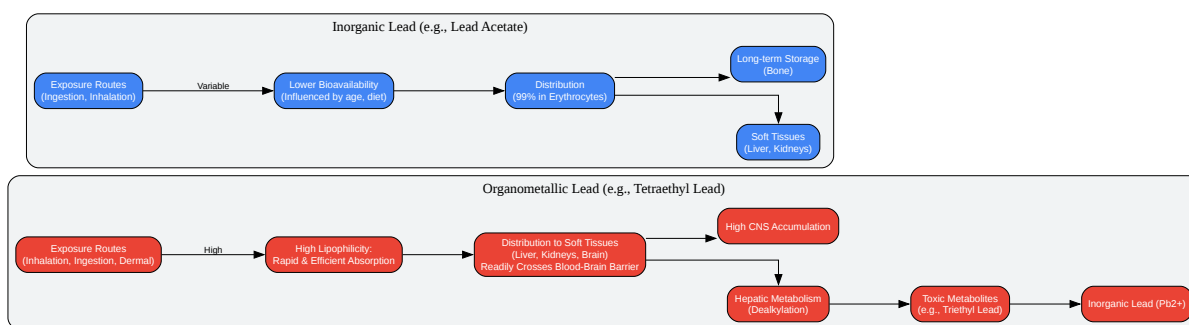 Inorganic Lead (e.g., Lead Acetate)
Exposure Routes
(Ingestion, Inhalation)
Variable
Lower Bioavailability
(Influenced by age, diet)
Distribution
(99% in Erythrocytes)
Long-term Storage
(Bone)
Soft Tissues
(Liver, Kidneys)
Organometallic Lead (e.g., Tetraethyl Lead)
Exposure Routes
(Inhalation, Ingestion, Dermal)
High
High Lipophilicity:
Rapid & Efficient Absorption
Distribution to Soft Tissues
(Liver, Kidneys, Brain)
Readily Crosses Blood-Brain Barrier
High CNS Accumulation
Hepatic Metabolism
(Dealkylation)
Toxic Metabolites
(e.g., Triethyl Lead)
Inorganic Lead (Pb2+)